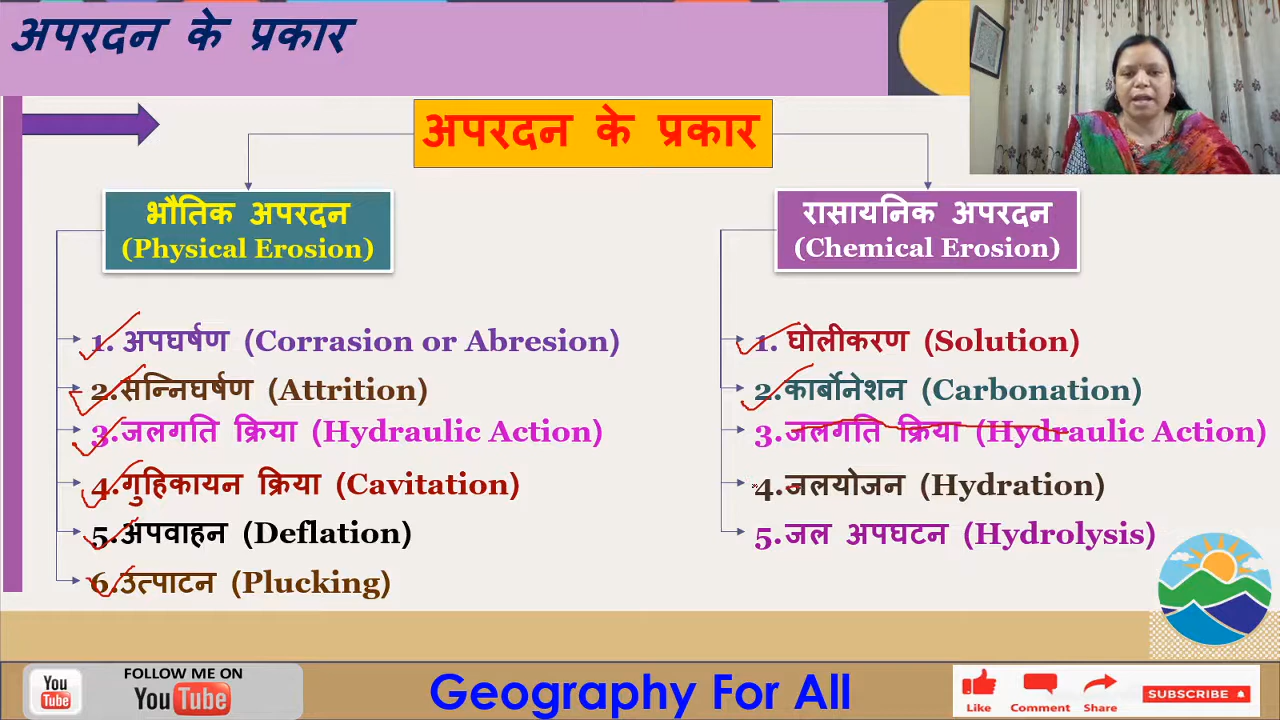 अपरदन के प्रकार
अपरदन के प्रकार
भौतिक अपरदन
(Physical Erosion)
1. अपघर्षण (Corrasion or Abresion)
2.सन्निघर्षण (Attrition)
3.जलगति क्रिया (Hydraulic Action)
4.गुहिकायन क्रिया (Cavitation)
5.अपवाहन (Deflation)
6.उत्पाटन (Plucking)
रासायनिक अपरदन
(Chemical Erosion)
1. घोलीकरण (Solution)
2.कार्बोनेशन (Carbonation)
3.जलगति क्रिया (Hydraulic Action)
4.जलयोजन (Hydration)
5.जल अपघटन (Hydrolysis)
You
Tube
FOLLOW ME ON
YouTube
Geography For All
Like
Comment
Share
SUBSCRIBE